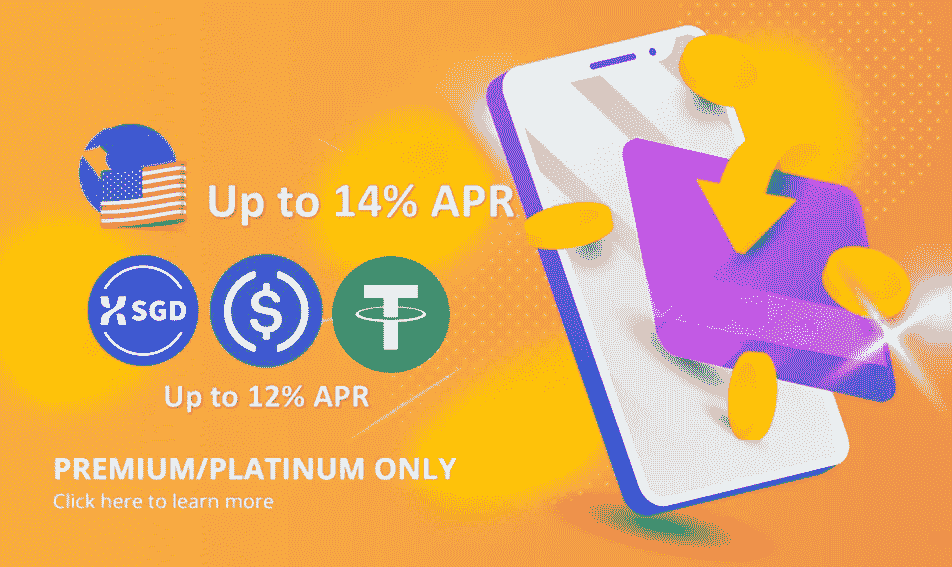 Up to 14% APR
XSGD
Up to 12% APR
PREMIUM/PLATINUM ONLY
Click here to learn more